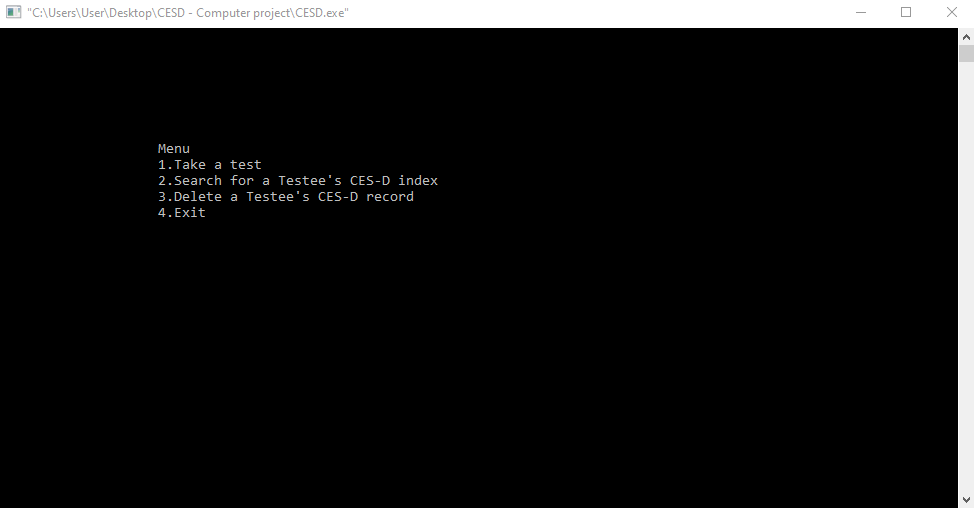 "C:\Users\User\Desktop\CESD - Computer project\CESD.exe"
Menu
1.Take a test
2.Search for a Testee's CES-D index
3.Delete a Testee's CES-D record
4.Exit